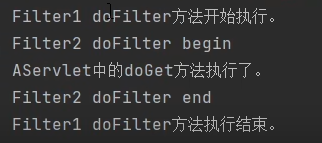 Filter1 doFilter方法开始执行。
Filter2 doFilter begin
AServlet中的doGet方法执行了。
Filter2 doFilter end
Filter1 doFilter方法执行结束。